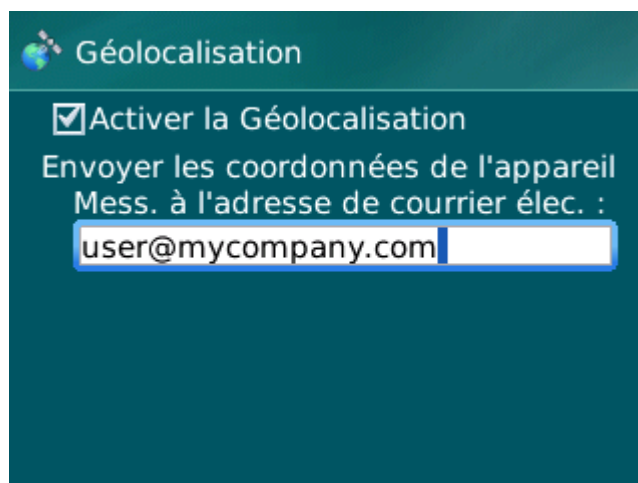 Géolocalisation
Activer la Géolocalisation
Envoyer les coordonnées de l'appareil
Mess. à l'adresse de courrier élec. :
user@mycompany.com